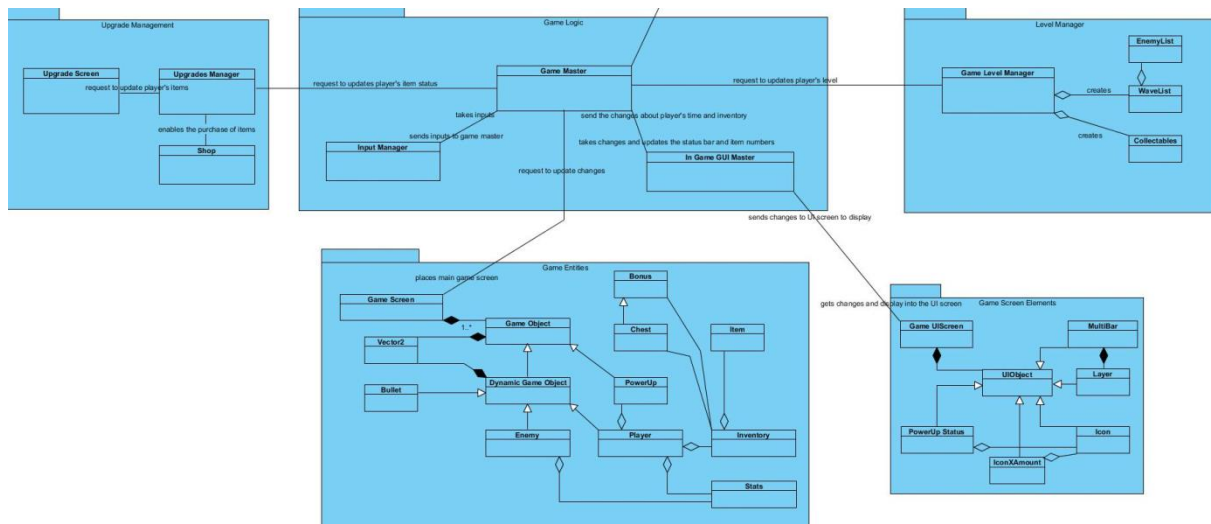 Upgrade Management
Upgrade Screen
Upgrades Manager
request to update player's items
enables the purchase of items
Shop
request to updates player's item status
Game Logic
Game Master
takes inputs
send the changes about player's time and inventory
sends inputs to game master
Input Manager
takes changes and updates the status bar and item numbers
In Game GUI Master
request to update changes
request to updates player's level
Level Manager
EnemyList
Game Level Manager
creates
WaveList
creates
Collectables
sends changes to UI screen to display
places main game screen
Game Entities
Game Screen
1..*
Game Object
Vector2
Bullet
Dynamic Game Object
Enemy
Bonus
Chest
Item
PowerUp
Player
Inventory
Stats
gets changes and display into the UI screen
Game Screen Elements
Game UIScreen
MultiBar
UIObject
Layer
PowerUp Status
Icon
IconXAmount